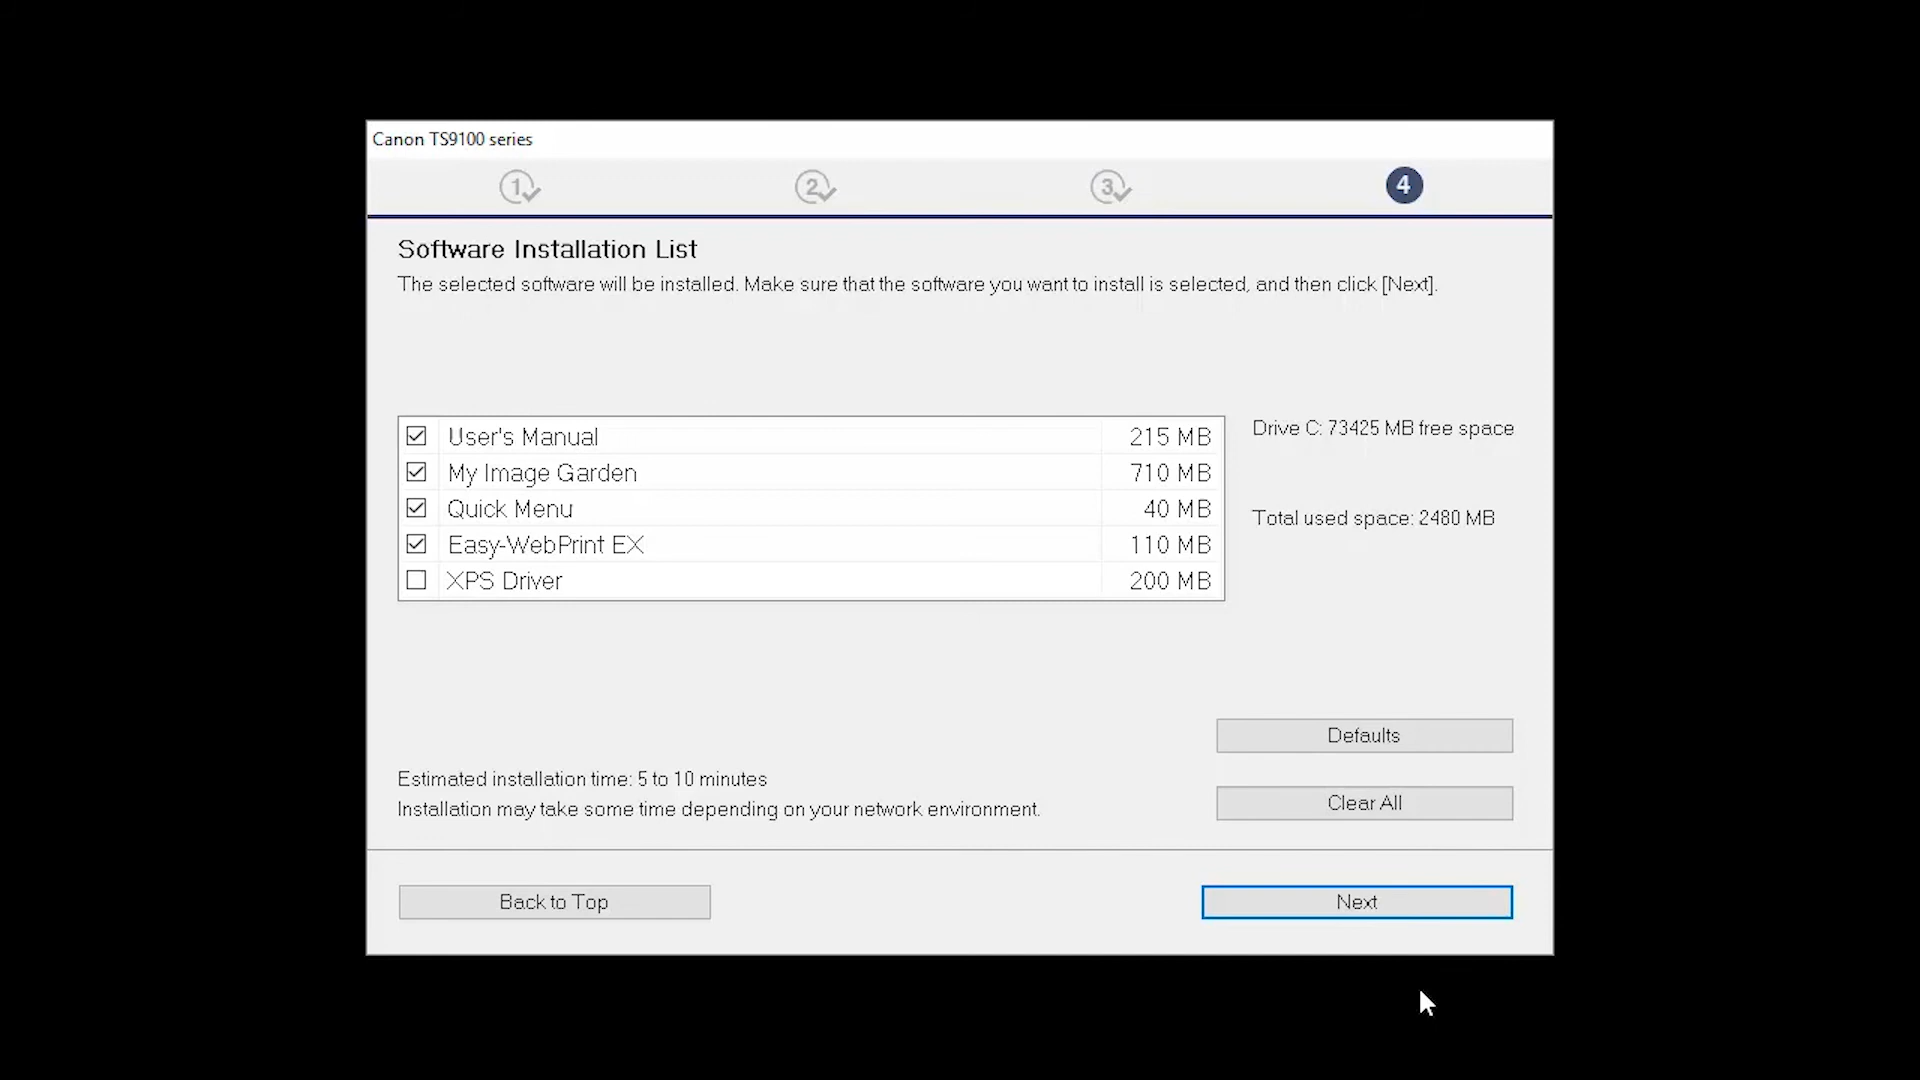 Canon TS9100 series
1 2 3 4
Software Installation List
The selected software will be installed. Make sure that the software you want to install is selected, and then click [Next].
User's Manual 215 MB
My Image Garden 710 MB
Quick Menu 40 MB
Easy-WebPrint EX 110 MB
XPS Driver 200 MB
Drive C: 73425 MB free space
Total used space: 2480 MB
Defaults
Estimated installation time: 5 to 10 minutes
Installation may take some time depending on your network environment.
Clear All
Back to Top
Next